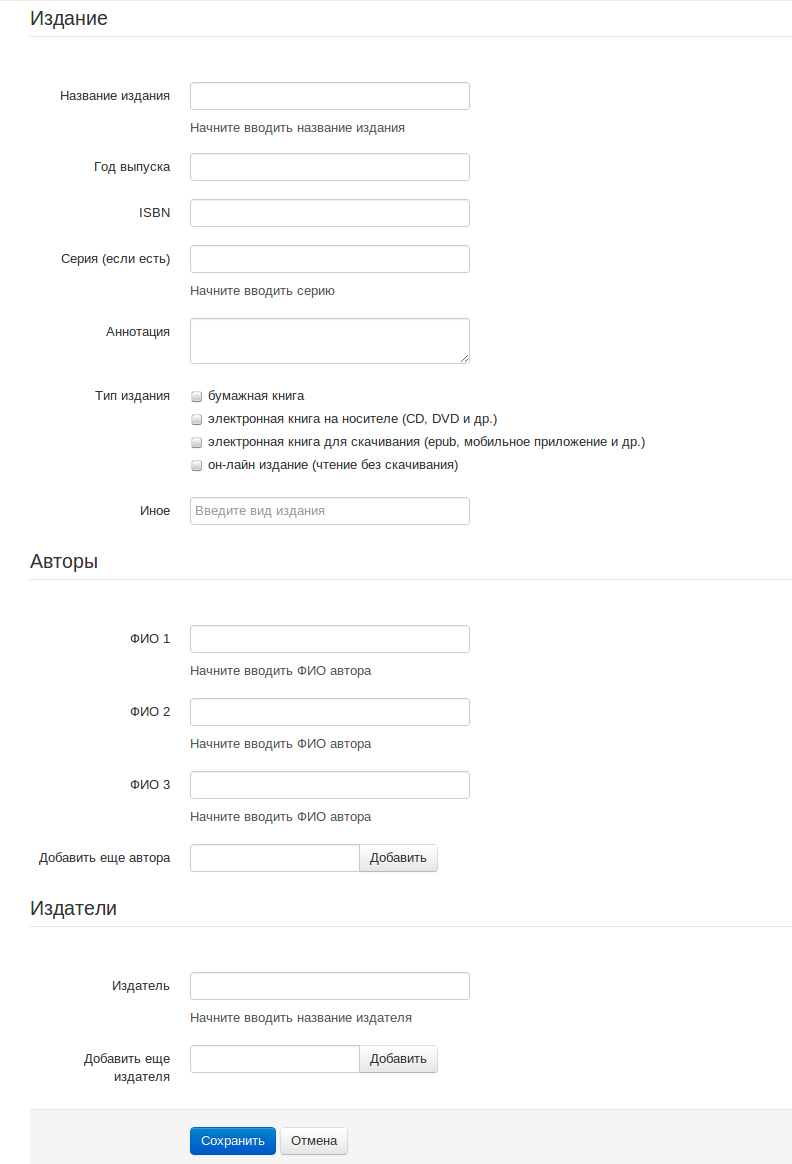 Издание
Название издания
Начните вводить название издания
Год выпуска
ISBN
Серия (если есть)
Начните вводить серию
Аннотация
Тип издания
бумажная книга
электронная книга на носителе (CD, DVD и др.)
электронная книга для скачивания (epub, мобильное приложение и др.)
он-лайн издание (чтение без скачивания)
Иное
Введите вид издания
Авторы
ФИО 1
Начните вводить ФИО автора
ФИО 2
Начните вводить ФИО автора
ФИО 3
Начните вводить ФИО автора
Добавить еще автора
Добавить
Издатели
Издатель
Начните вводить название издателя
Добавить еще
издателя
Добавить
Сохранить
Отмена